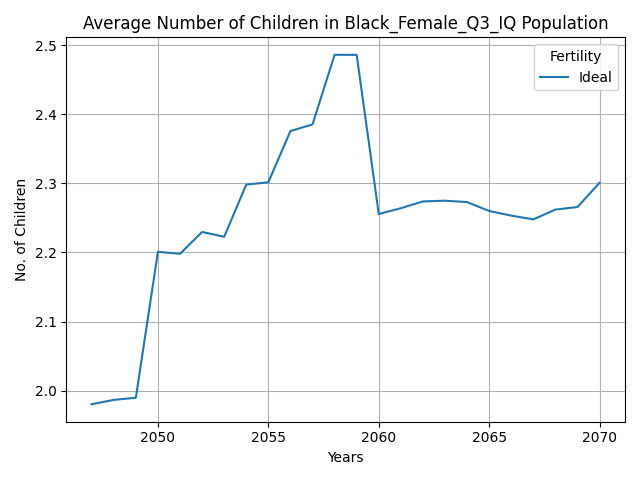 Average Number of Children in Black_Female_Q3_IQ Population
Fertility
Ideal
2.5
2.4
2.3
2.2
2.1
2.0
No. of Children
2050
2055
2060
2065
2070
Years